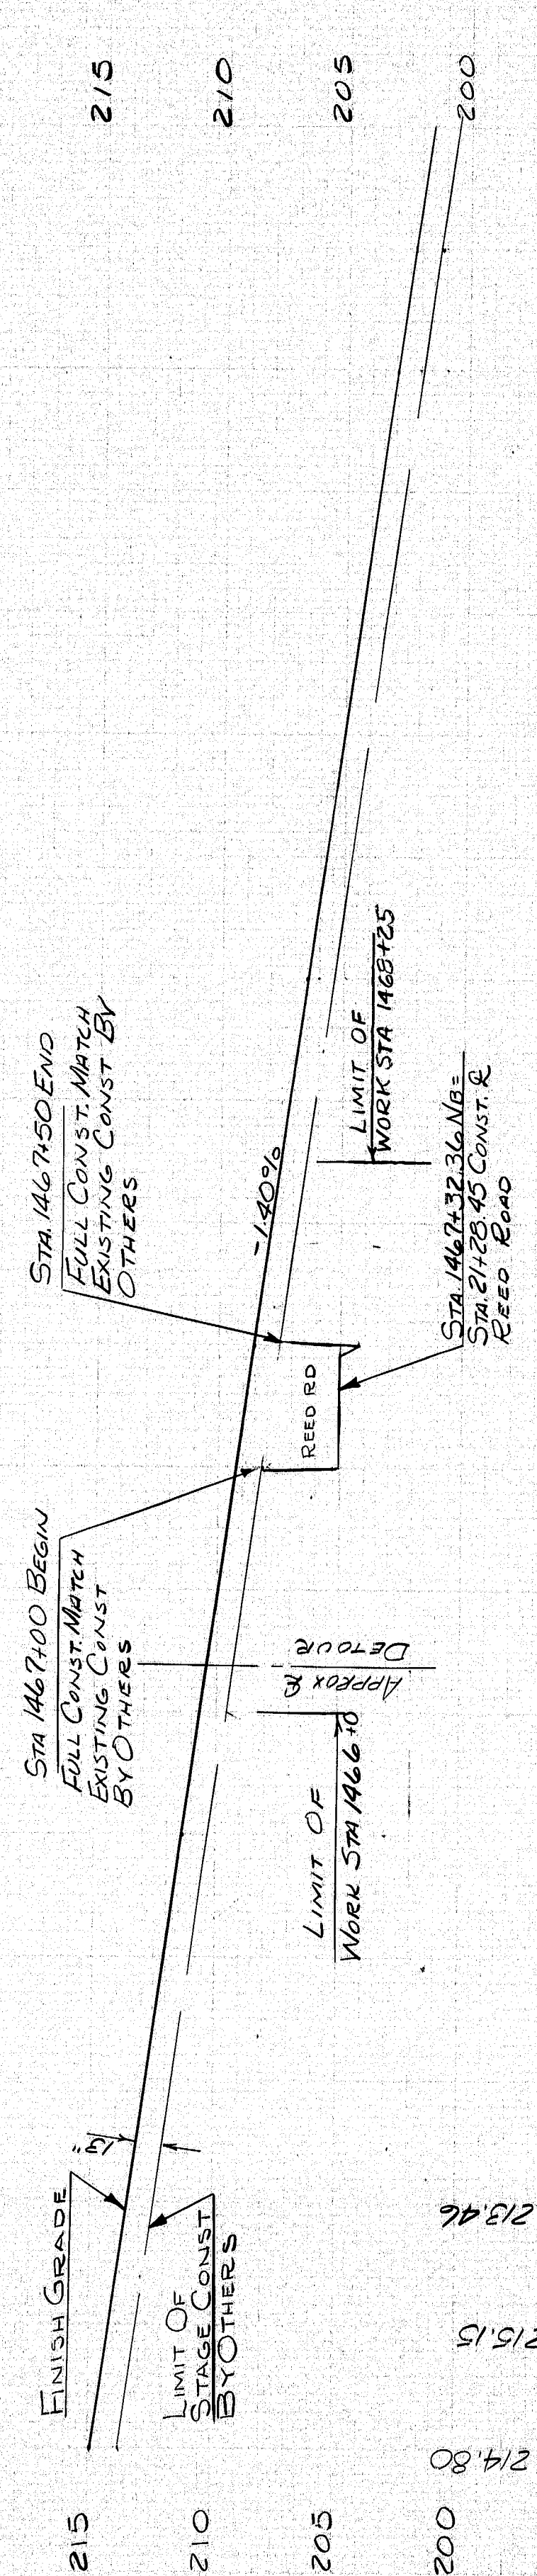 215
210
205
200
FINISH GRADE
13"
LIMIT OF
STAGE CONST
BY OTHERS
STA 1467+00 BEGIN
FULL CONST. MATCH
EXISTING CONST
BY OTHERS
LIMIT OF
WORK STA 1466+0
APPROX ℄
DETOUR
REED RD
STA. 1467+50 END
FULL CONST. MATCH
EXISTING CONST BY
OTHERS
-1.40%
LIMIT OF
WORK STA 1468+25
STA 1467+32.36 NB=
STA. 21+28.45 CONST. ℄
REED ROAD
215
210
205
200
214.80
215.15
213.46